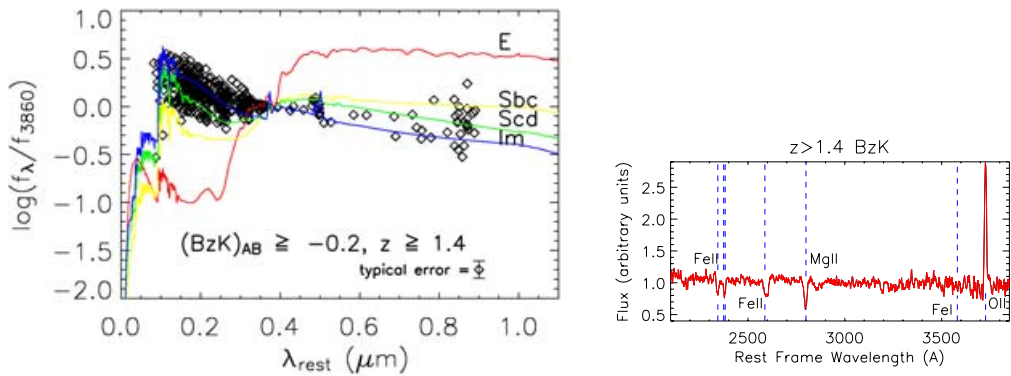 log(fλ/f3860)
1.0
0.5
0.0
−0.5
−1.0
−1.5
−2.0
E
Sbc
Scd
Im
(BzK)AB ≧ −0.2, z ≧ 1.4
typical error =
0.0 0.2 0.4 0.6 0.8 1.0
λrest (μm)
z>1.4 BzK
Flux (arbitrary units)
2.5
2.0
1.5
1.0
0.5
FeII
FeII
MgII
FeI
OII
2500 3000 3500
Rest Frame Wavelength (A)